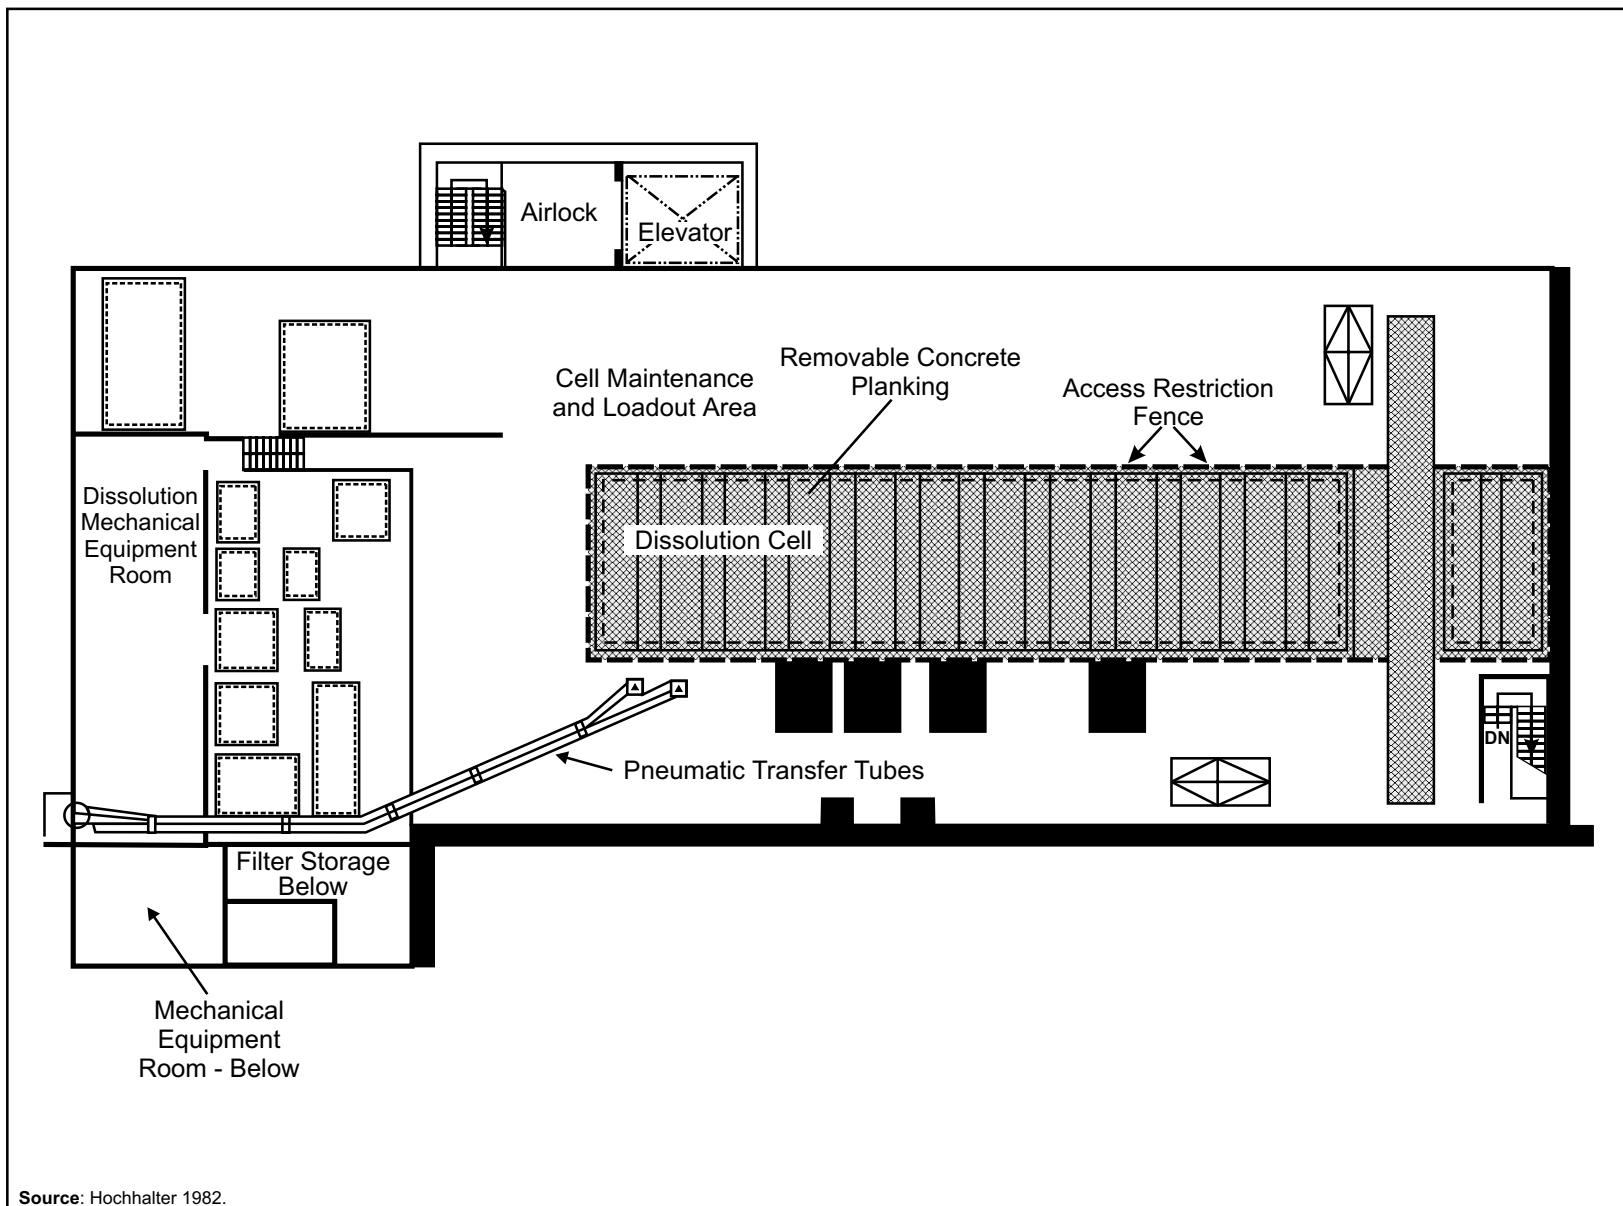 Airlock
Elevator
Removable Concrete
Planking
Cell Maintenance
and Loadout Area
Access Restriction
Fence
Dissolution
Mechanical
Equipment
Room
Dissolution Cell
DN
Pneumatic Transfer Tubes
Filter Storage
Below
Mechanical
Equipment
Room - Below
Source: Hochhalter 1982.